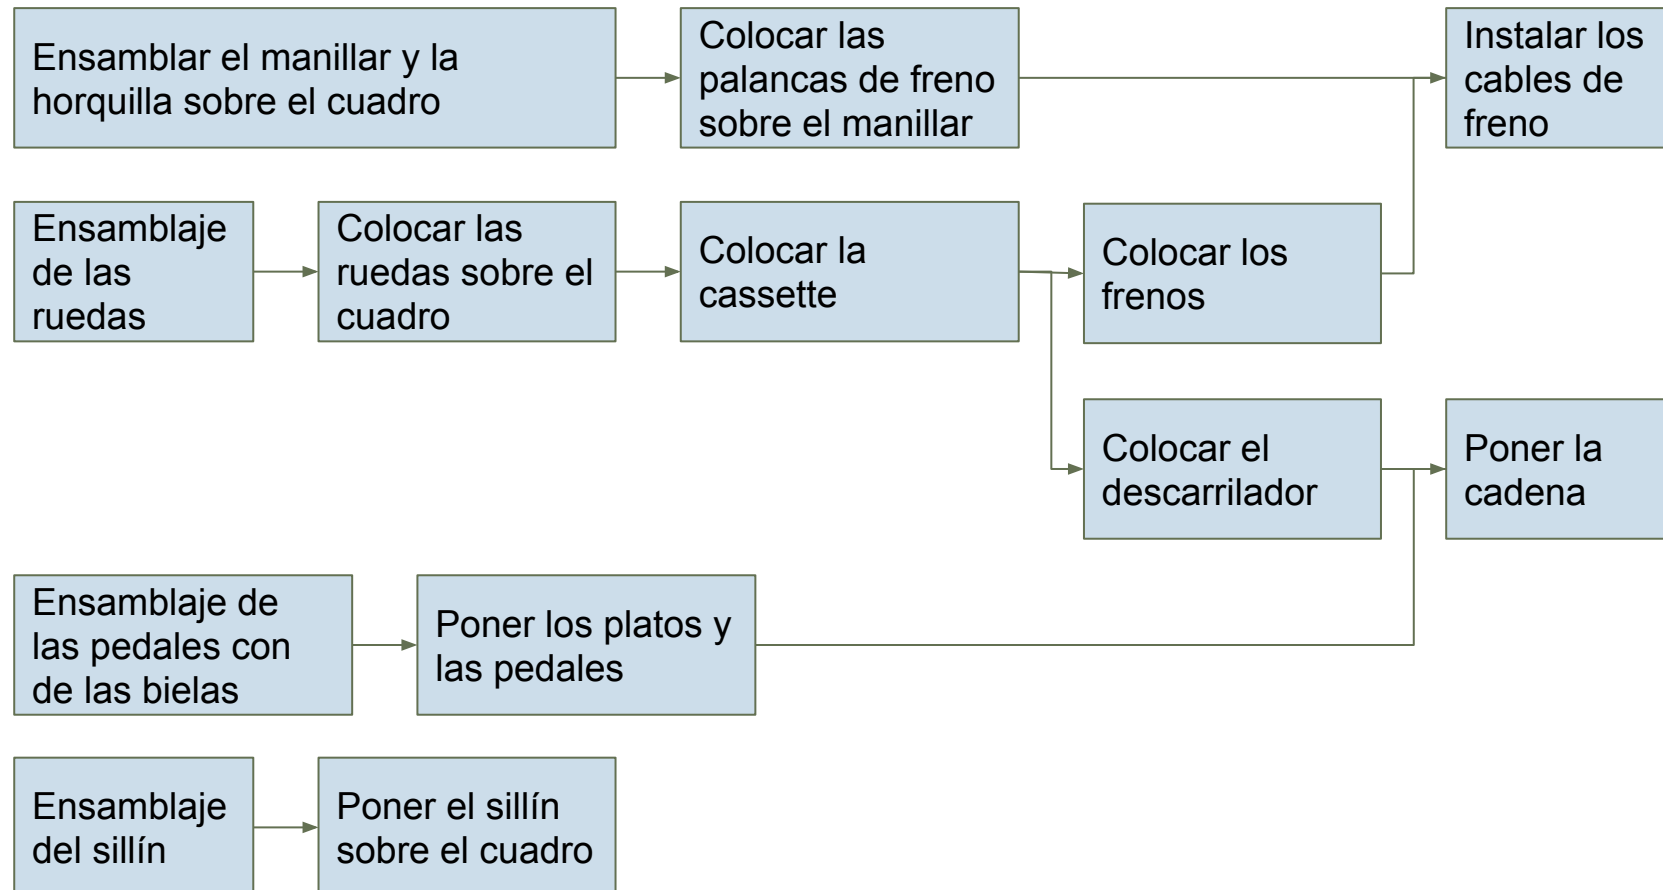 Ensamblar el manillar y la
horquilla sobre el cuadro
Colocar las
palancas de freno
sobre el manillar
Instalar los
cables de
freno
Ensamblaje
de las
ruedas
Colocar las
ruedas sobre el
cuadro
Colocar la
cassette
Colocar los
frenos
Colocar el
descarrilador
Poner la
cadena
Ensamblaje de
las pedales con
de las bielas
Poner los platos y
las pedales
Ensamblaje
del sillín
Poner el sillín
sobre el cuadro